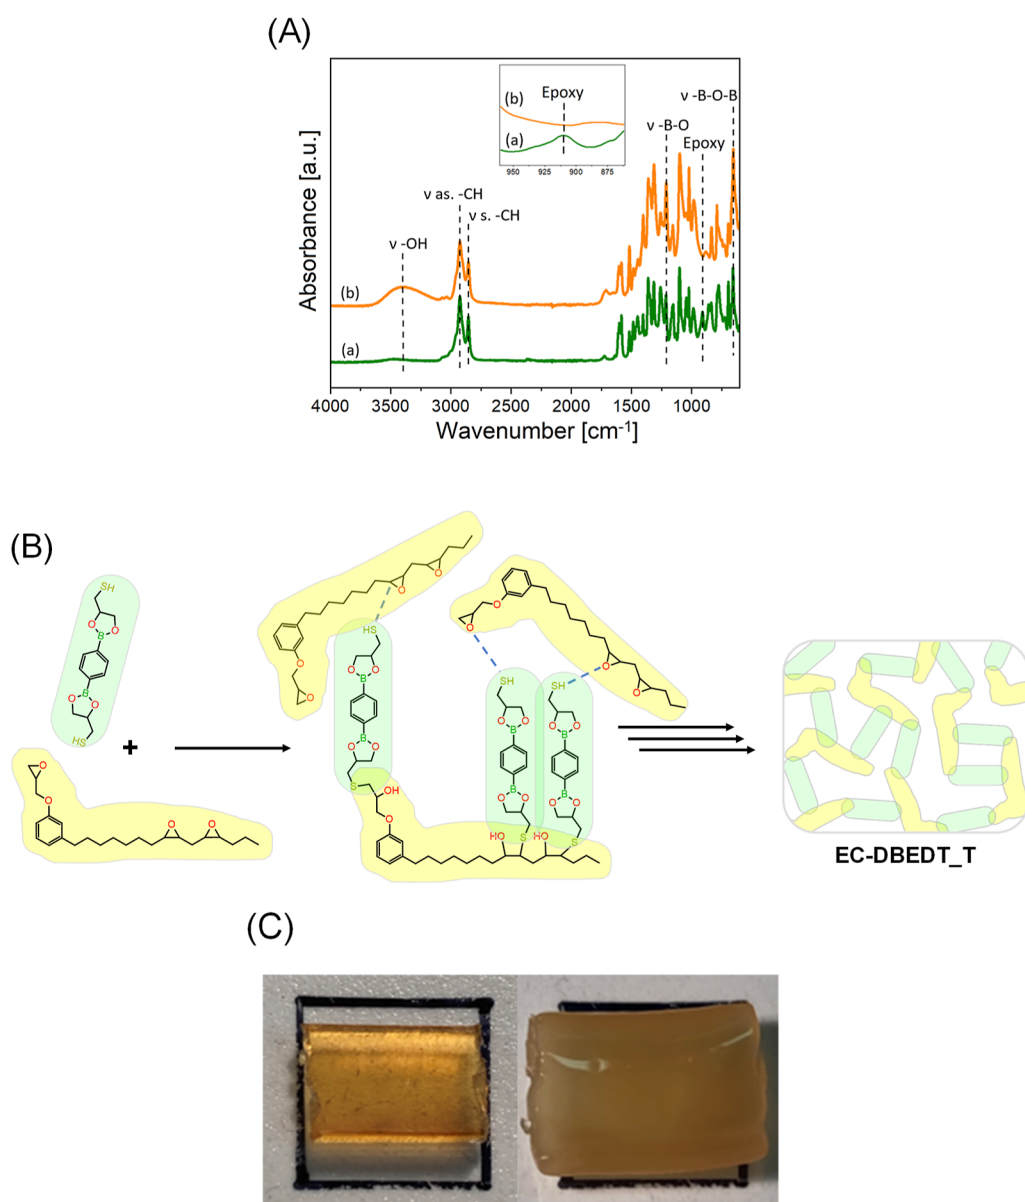 (A)
Absorbance [a.u.]
(b)
(a)
Epoxy
950
925
900
875
ν -B-O-B
ν -B-O
Epoxy
ν as. -CH
ν s. -CH
ν -OH
(b)
(a)
4000
3500
3000
2500
2000
1500
1000
Wavenumber [cm-1]
(B)
SH
O
O
B
B
O
O
HS
+
O
O
O
O
O
O
O
O
HS
O
O
B
B
O
O
S
OH
O
O
O
O
O
SH
O
O
B
B
O
O
S
HO
SH
O
O
B
B
O
O
S
HO
EC-DBEDT_T
(C)